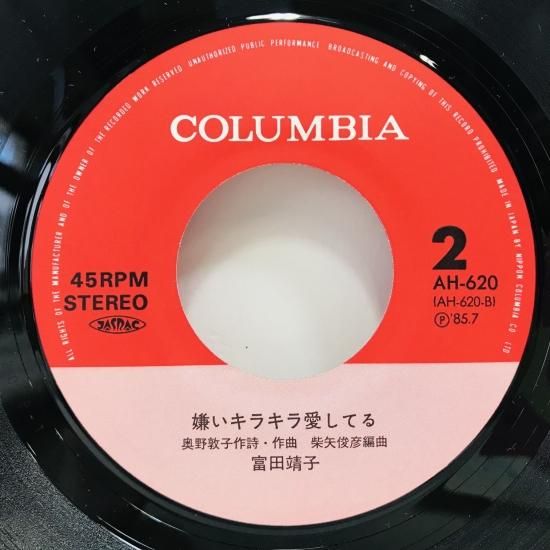 ALL RIGHTS OF THE MANUFACTURER AND OF THE OWNER OF THE RECORDED WORK RESERVED UNAUTHORIZED PUBLIC PERFORMANCE BROADCASTING AND COPYING OF THIS RECORD PROHIBITED MADE IN JAPAN BY NIPPON COLUMBIA CO. LTD
COLUMBIA
45RPM
STEREO
JASRAC
2
AH-620
(AH-620-B)
Ⓟ'85.7
嫌いキラキラ愛してる
奥野敦子作詩・作曲 柴矢俊彦編曲
富田靖子